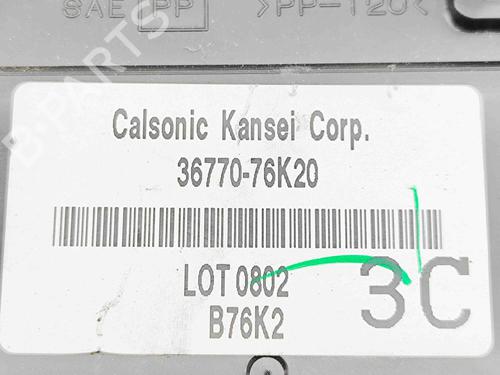 SAE PP >PP-T20<
B-PARTS
Calsonic Kansei Corp.
36770-76K20
LOT 0802
3C
B76K2